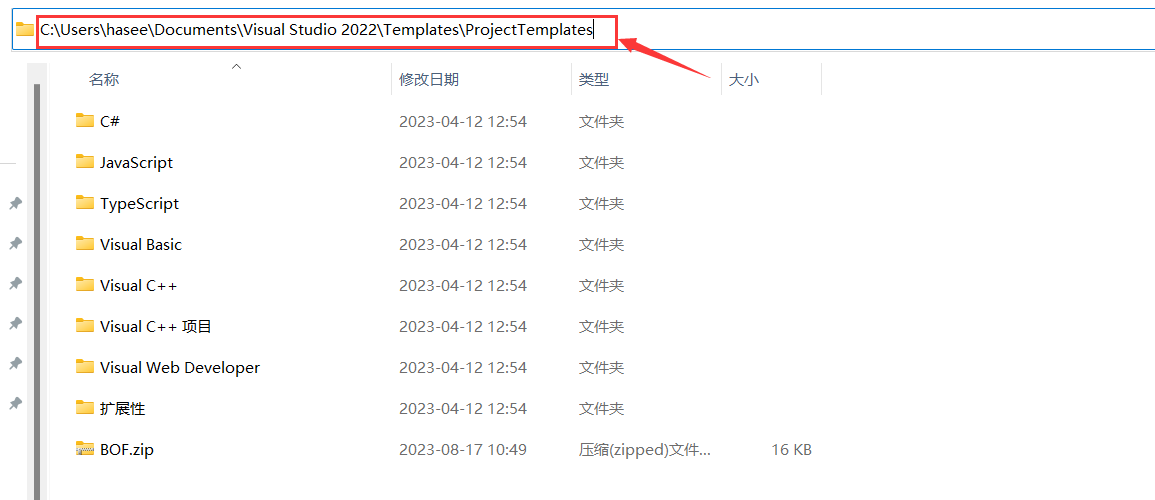 C:\Users\hasee\Documents\Visual Studio 2022\Templates\ProjectTemplates
名称 修改日期 类型 大小
C# 2023-04-12 12:54 文件夹
JavaScript 2023-04-12 12:54 文件夹
TypeScript 2023-04-12 12:54 文件夹
Visual Basic 2023-04-12 12:54 文件夹
Visual C++ 2023-04-12 12:54 文件夹
Visual C++ 项目 2023-04-12 12:54 文件夹
Visual Web Developer 2023-04-12 12:54 文件夹
扩展性 2023-04-12 12:54 文件夹
BOF.zip 2023-08-17 10:49 压缩(zipped)文件... 16 KB